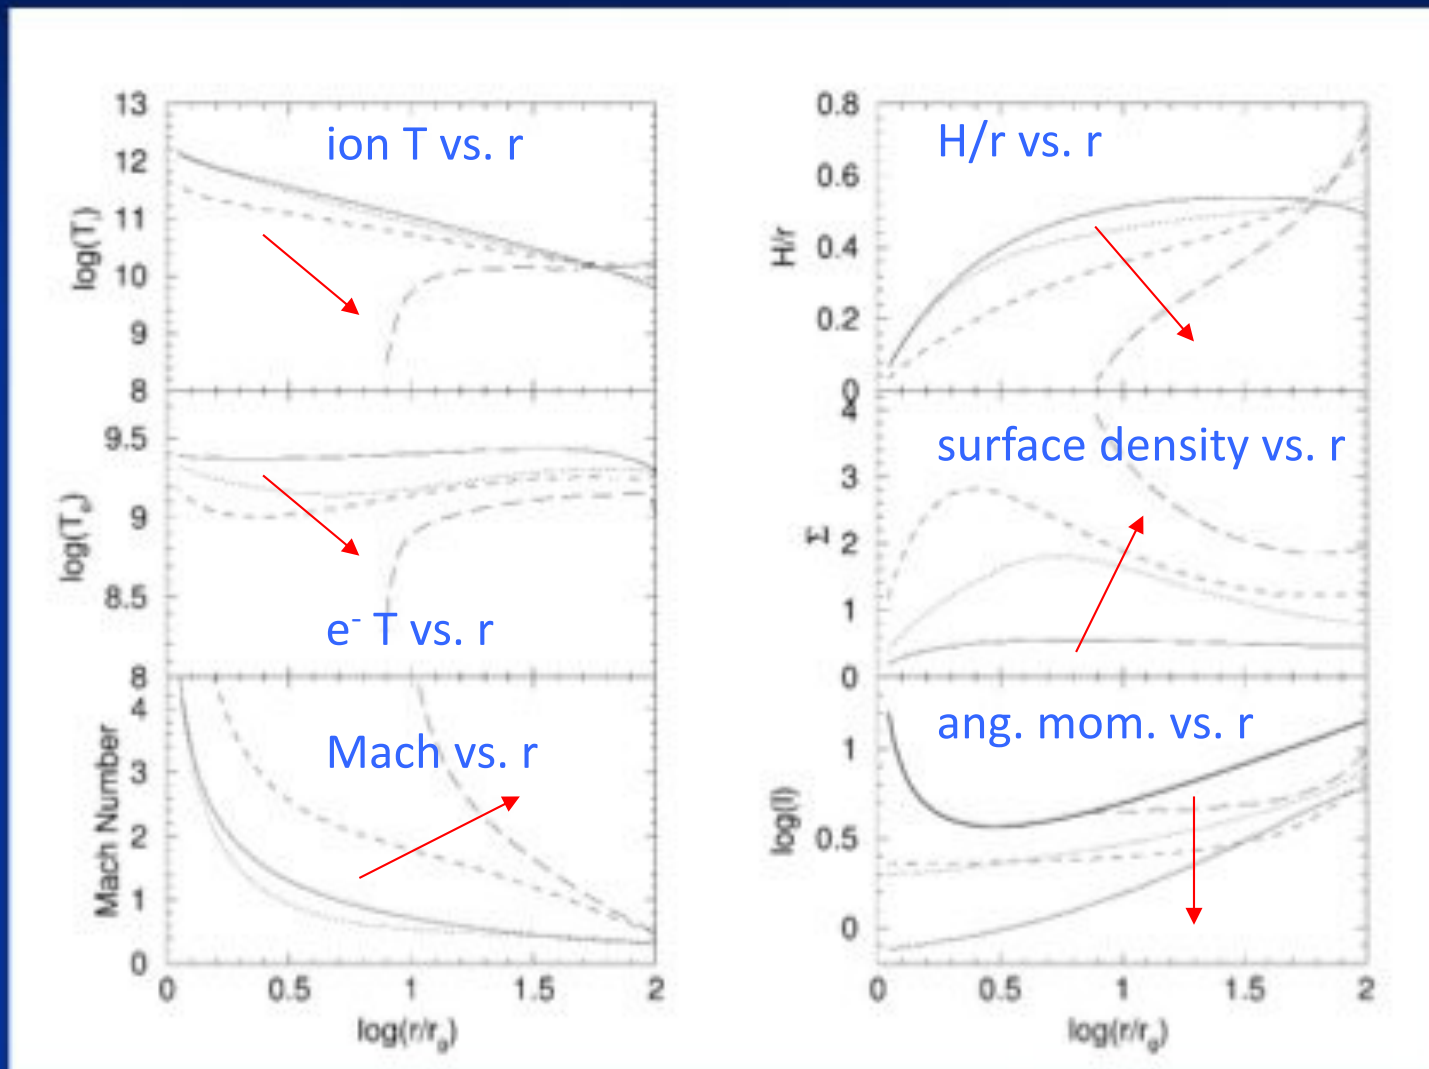 ion T vs. r
13
12
11
10
9
8
log(Tᵢ)
e⁻ T vs. r
9.5
9
8.5
8
log(Tₑ)
Mach vs. r
4
3
2
1
0
Mach Number
0 0.5 1 1.5 2
log(r/r_g)
H/r vs. r
0.8
0.6
0.4
0.2
0
H/r
surface density vs. r
4
3
2
1
0
Σ
ang. mom. vs. r
1
0.5
0
log(l)
0 0.5 1 1.5 2
log(r/r_g)